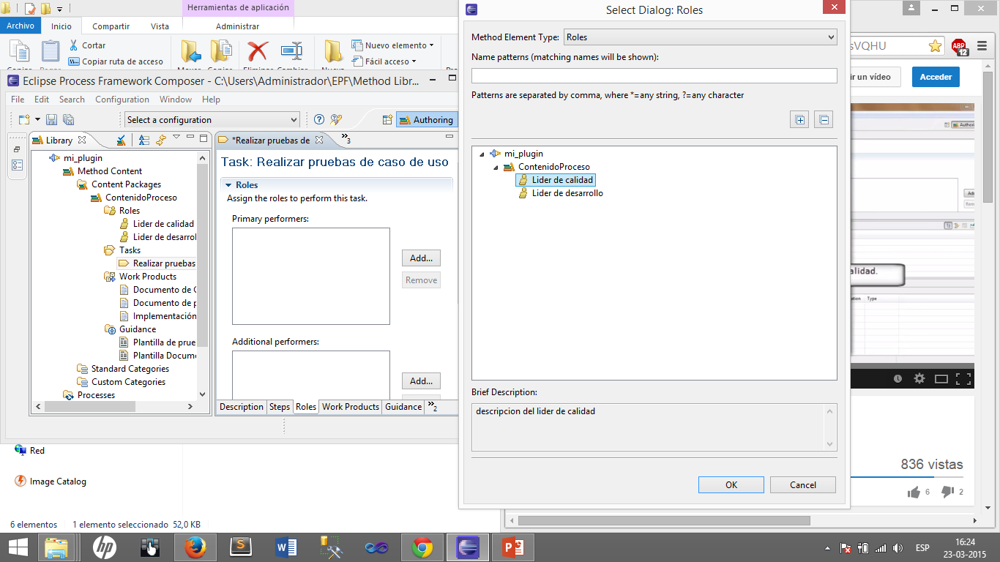 Herramientas de aplicación
Archivo
Inicio
Compartir
Vista
Administrar
Cortar
Copiar ruta de acceso
Nuevo elemento
Fácil acceso
Eclipse Process Framework Composer - C:\Users\Administrador\EPF\Method Libr...
File Edit Search Configuration Window Help
Select a configuration
Authoring
Library
*Realizar pruebas de
3
mi_plugin
Method Content
Content Packages
ContenidoProceso
Roles
Lider de calidad
Lider de desarrol
Tasks
Realizar pruebas
Work Products
Documento de C
Documento de p
Implementación
Guidance
Plantilla de prue
Plantilla Docum
Standard Categories
Custom Categories
Processes
Task: Realizar pruebas de caso de uso
Roles
Assign the roles to perform this task.
Primary performers:
Add...
Remove
Additional performers:
Add...
Description Steps Roles Work Products Guidance
2
Red
Image Catalog
6 elementos
1 elemento seleccionado 52,0 KB
Select Dialog: Roles
Method Element Type:
Roles
Name patterns (matching names will be shown):
Patterns are separated by comma, where *=any string, ?=any character
mi_plugin
ContenidoProceso
Lider de calidad
Lider de desarrollo
Brief Description:
descripcion del lider de calidad
OK
Cancel
sVQHU
ABP
12
ir un vídeo
Acceder
alidad.
Type
836 vistas
6
2
ESP
16:24
23-03-2015